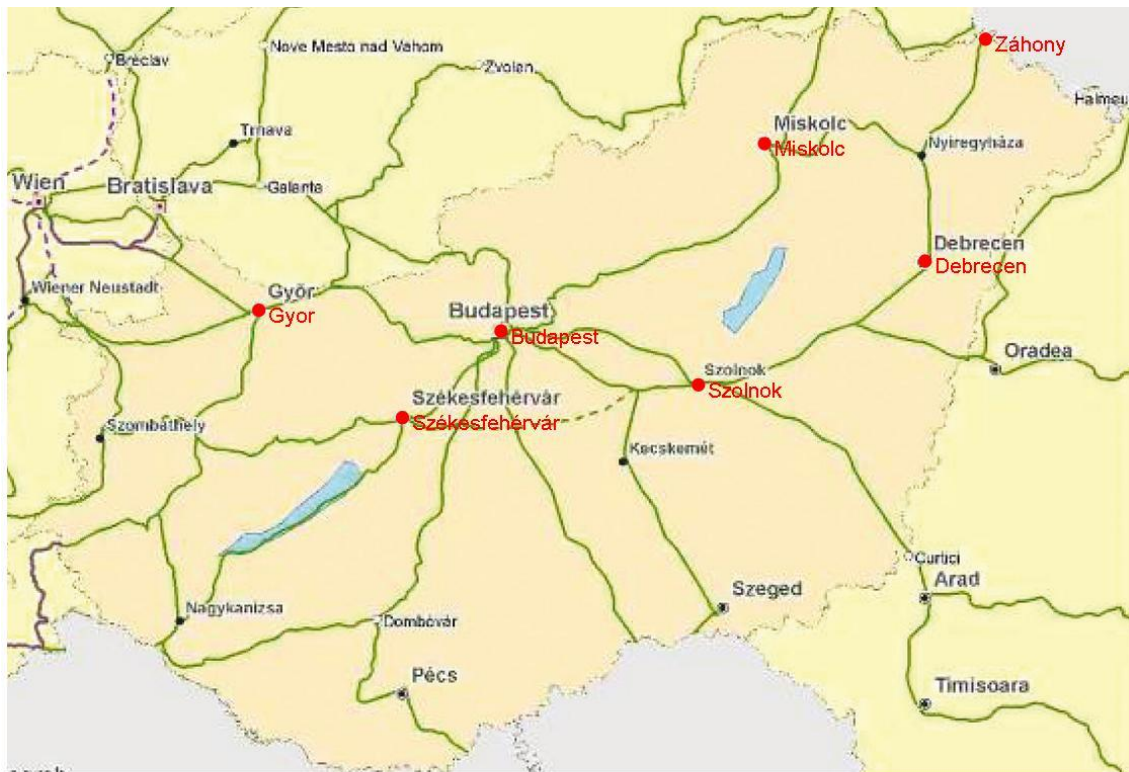 Záhony
Nove Mesto nad Vahom
Breclav
Zvolen
Halmeu
Miskolc
Miskolc
Trnava
Nyiregyháza
Wien
Bratislava
Galanta
Debrecen
Debrecen
Wiener Neustadt
Győr
Gyor
Budapest
Budapest
Oradea
Szolnok
Szolnok
Székesfehérvár
Székesfehérvár
Szombáthely
Kecskemét
Curtici
Arad
Szeged
Nagykanizsa
Dombóvár
Pécs
Timisoara